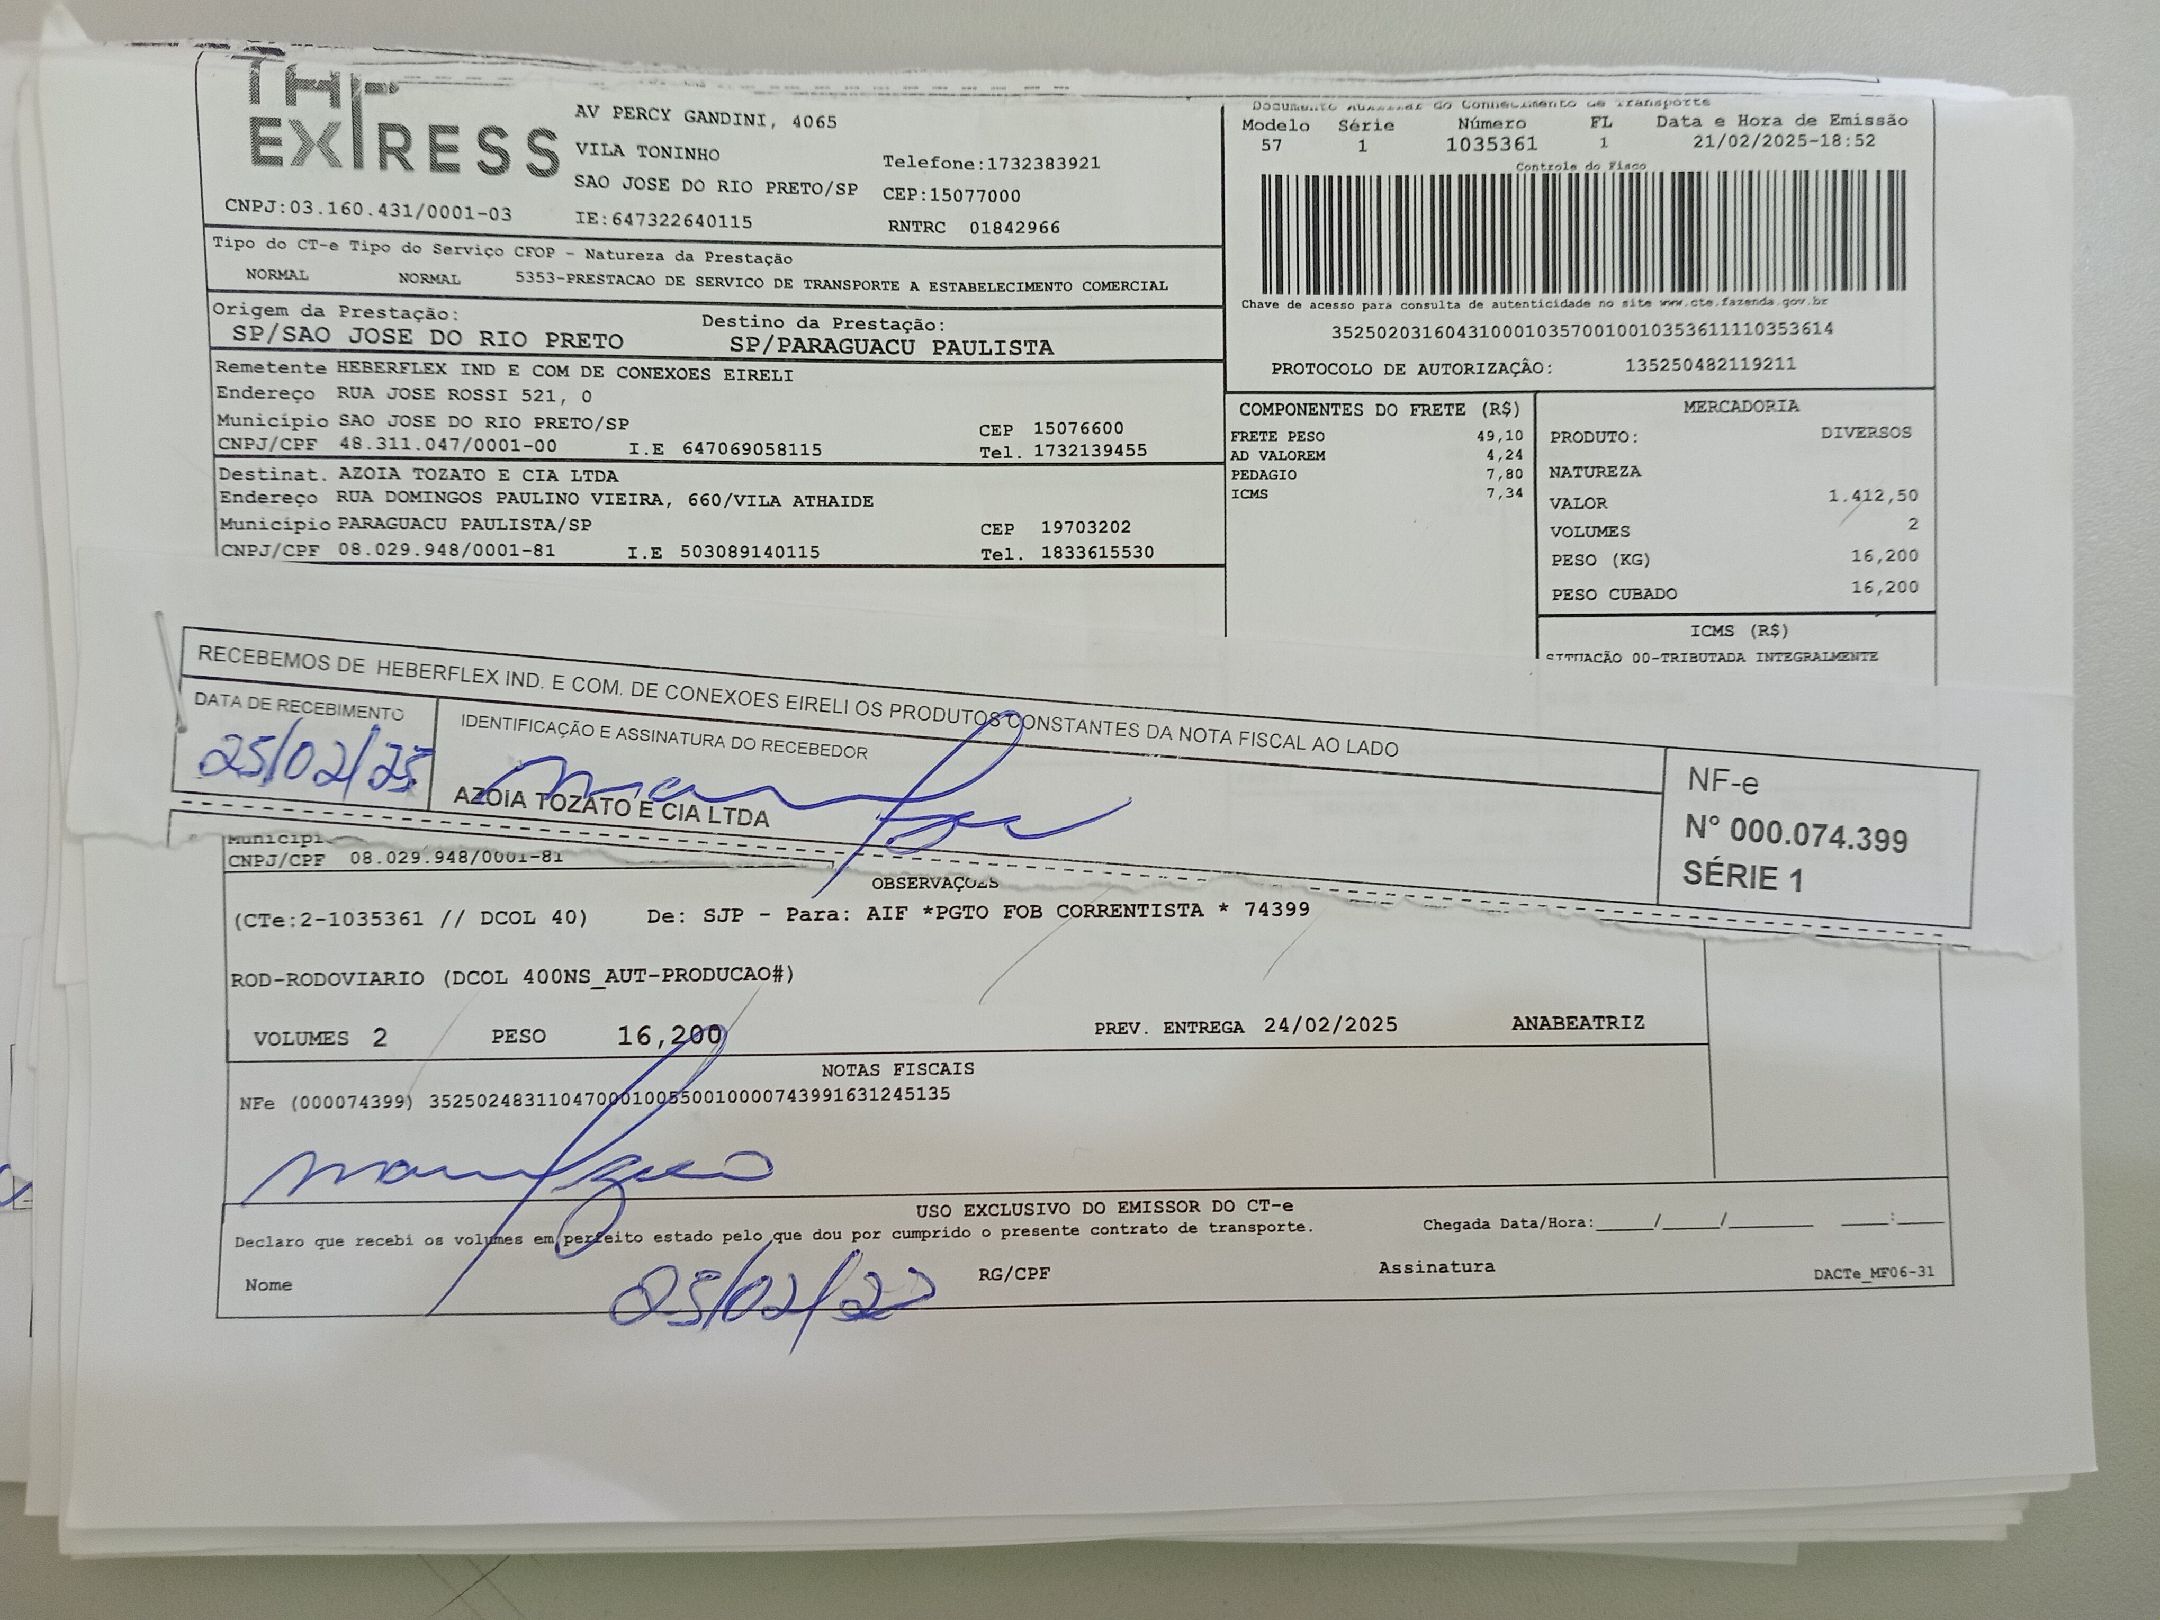 EXPRESS
AV PERCY GANDINI, 4065
VILA TONINHO
Telefone:1732383921
SAO JOSE DO RIO PRETO/SP CEP:15077000
CNPJ:03.160.431/0001-03 IE:647322640115 RNTRC 01842966
Documento Auxiliar do Conhecimento de Transporte
Modelo Série Número FL Data e Hora de Emissão
57 1 1035361 1 21/02/2025-18:52
Controle do Fisco
Chave de acesso para consulta de autenticidade no site www.cte.fazenda.gov.br
35250203160431000103570010010353611110353614
PROTOCOLO DE AUTORIZAÇÃO: 135250482119211
Tipo do CT-e Tipo do Serviço CFOP - Natureza da Prestação
NORMAL NORMAL 5353-PRESTACAO DE SERVICO DE TRANSPORTE A ESTABELECIMENTO COMERCIAL
Origem da Prestação: Destino da Prestação:
SP/SAO JOSE DO RIO PRETO SP/PARAGUACU PAULISTA
Remetente HEBERFLEX IND E COM DE CONEXOES EIRELI
Endereço RUA JOSE ROSSI 521, 0
Município SAO JOSE DO RIO PRETO/SP CEP 15076600
CNPJ/CPF 48.311.047/0001-00 I.E 647069058115 Tel. 1732139455
Destinat. AZOIA TOZATO E CIA LTDA
Endereço RUA DOMINGOS PAULINO VIEIRA, 660/VILA ATHAIDE
Município PARAGUACU PAULISTA/SP CEP 19703202
CNPJ/CPF 08.029.948/0001-81 I.E 503089140115 Tel. 1833615530
COMPONENTES DO FRETE (R$)
FRETE PESO 49,10
AD VALOREM 4,24
PEDAGIO 7,80
ICMS 7,34
MERCADORIA
PRODUTO: DIVERSOS
NATUREZA
VALOR 1.412,50
VOLUMES 2
PESO (KG) 16,200
PESO CUBADO 16,200
ICMS (R$)
SITUAÇÃO 00-TRIBUTADA INTEGRALMENTE
RECEBEMOS DE HEBERFLEX IND. E COM. DE CONEXOES EIRELI OS PRODUTOS CONSTANTES DA NOTA FISCAL AO LADO
DATA DE RECEBIMENTO
25/02/25
IDENTIFICAÇÃO E ASSINATURA DO RECEBEDOR
AZOIA TOZATO E CIA LTDA
NF-e
N° 000.074.399
SÉRIE 1
CNPJ/CPF 08.029.948/0001-81
OBSERVAÇÕES
(CTe:2-1035361 // DCOL 40) De: SJP - Para: AIF *PGTO FOB CORRENTISTA * 74399
ROD-RODOVIARIO (DCOL 400NS_AUT-PRODUCAO#)
VOLUMES 2 PESO 16,200 PREV. ENTREGA 24/02/2025 ANABEATRIZ
NOTAS FISCAIS
NFe (000074399) 35250248311047000100550010000743991631245135
USO EXCLUSIVO DO EMISSOR DO CT-e
Declaro que recebi os volumes em perfeito estado pelo que dou por cumprido o presente contrato de transporte.
Chegada Data/Hora:_____/_____/_______ ____:____
Nome RG/CPF Assinatura DACTe_MF06-31